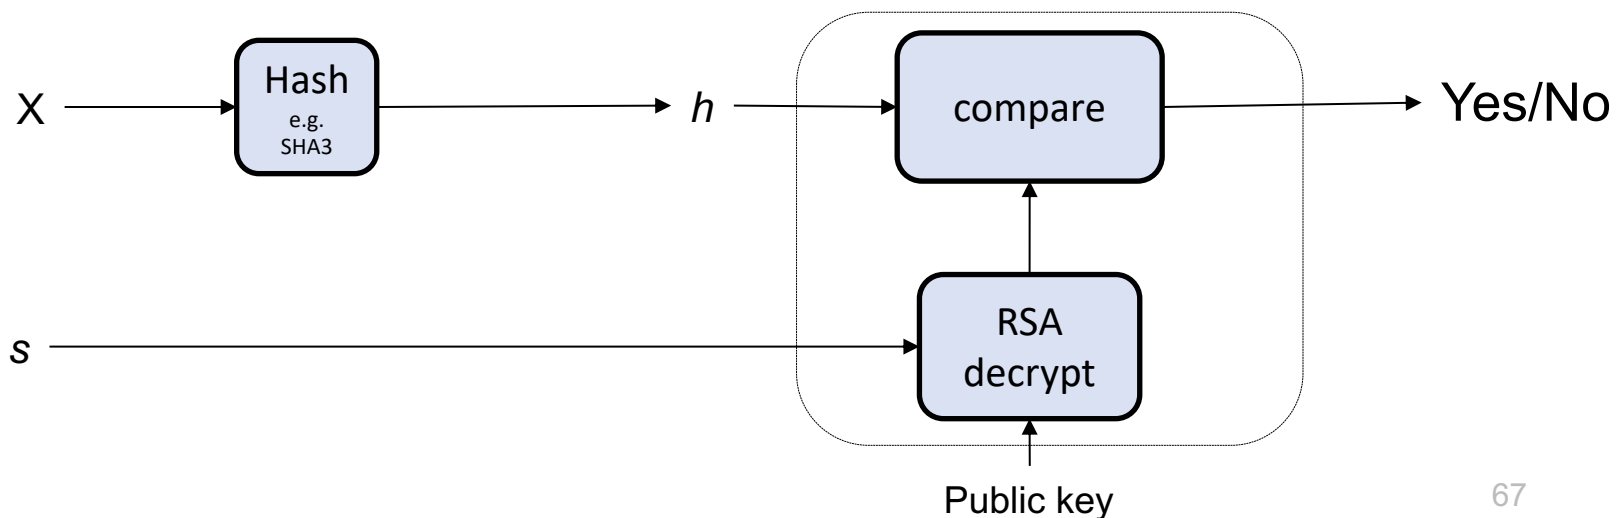 X
Hash
e.g.
SHA3
h
compare
Yes/No
s
RSA
decrypt
Public key
67